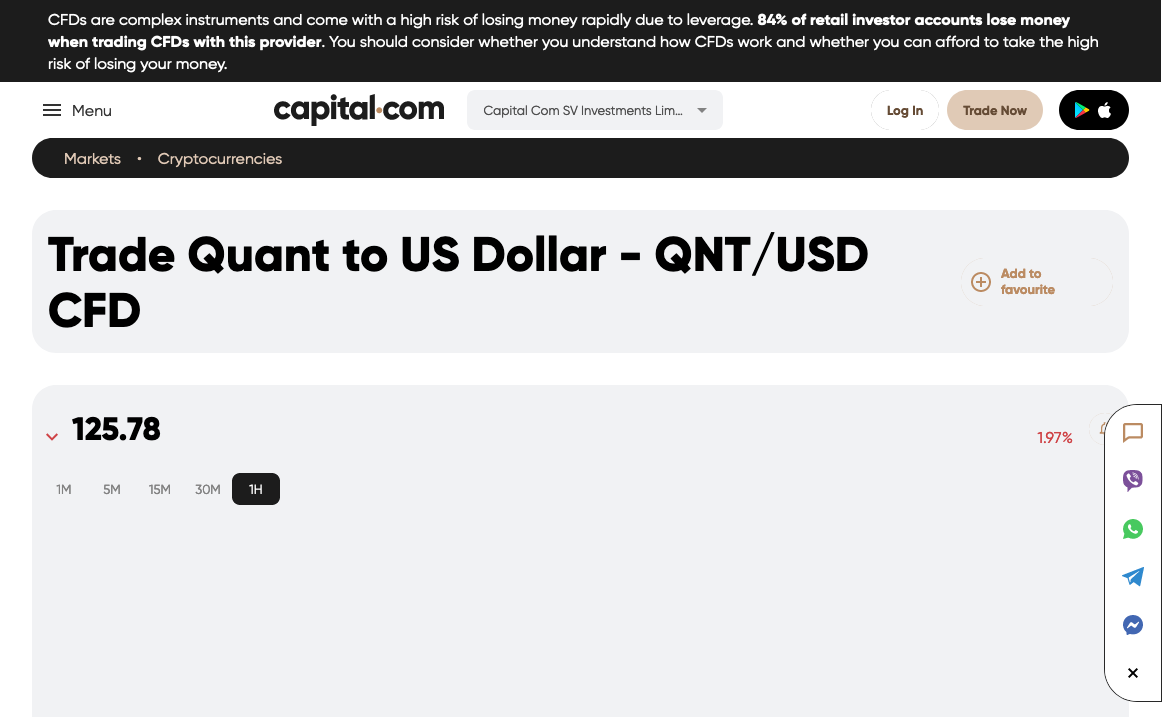 CFDs are complex instruments and come with a high risk of losing money rapidly due to leverage. 84% of retail investor accounts lose money
when trading CFDs with this provider. You should consider whether you understand how CFDs work and whether you can afford to take the high
risk of losing your money.
Menu
capital.com
Capital Com SV Investments Lim...
Log In
Trade Now
Markets • Cryptocurrencies
Trade Quant to US Dollar - QNT/USD
CFD
Add to
favourite
125.78
1.97%
1M 5M 15M 30M 1H